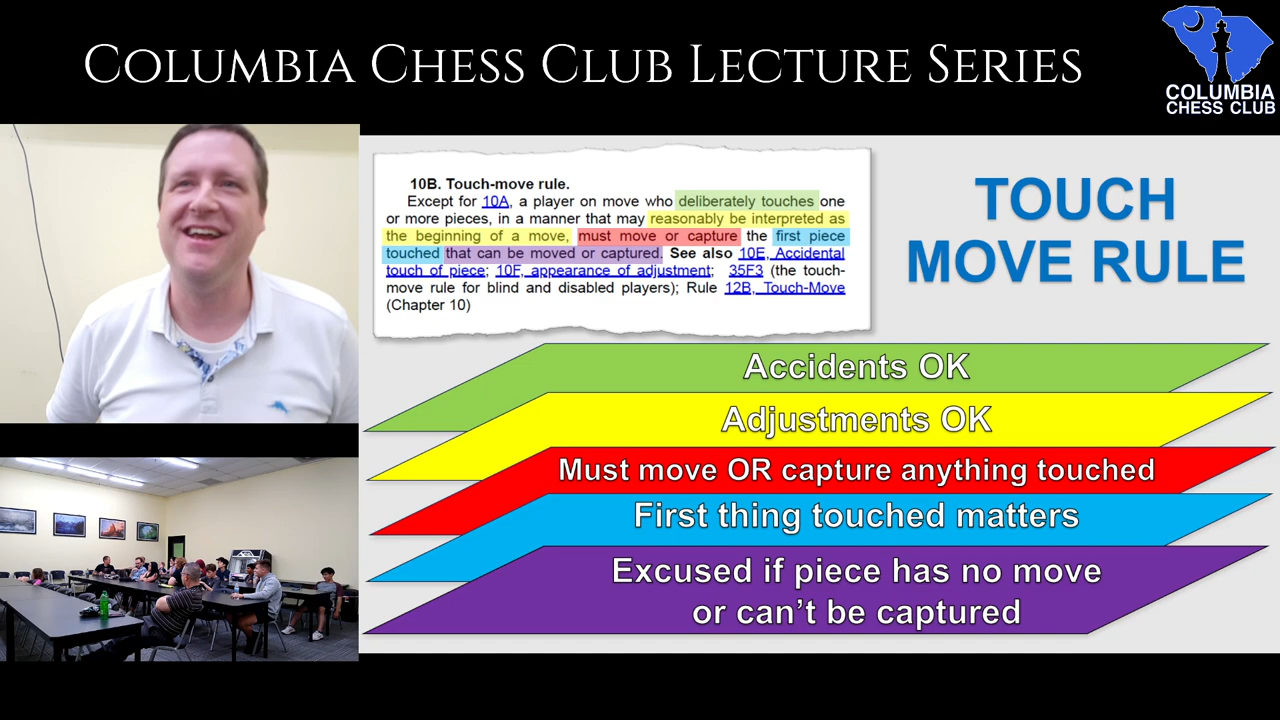 COLUMBIA CHESS CLUB LECTURE SERIES
COLUMBIA
CHESS CLUB
10B. Touch-move rule.
Except for 10A, a player on move who deliberately touches one
or more pieces, in a manner that may reasonably be interpreted as
the beginning of a move, must move or capture the first piece
touched that can be moved or captured. See also 10E, Accidental
touch of piece; 10F, appearance of adjustment; 35F3 (the touch-
move rule for blind and disabled players); Rule 12B, Touch-Move
(Chapter 10)
TOUCH
MOVE RULE
Accidents OK
Adjustments OK
Must move OR capture anything touched
First thing touched matters
Excused if piece has no move
or can’t be captured